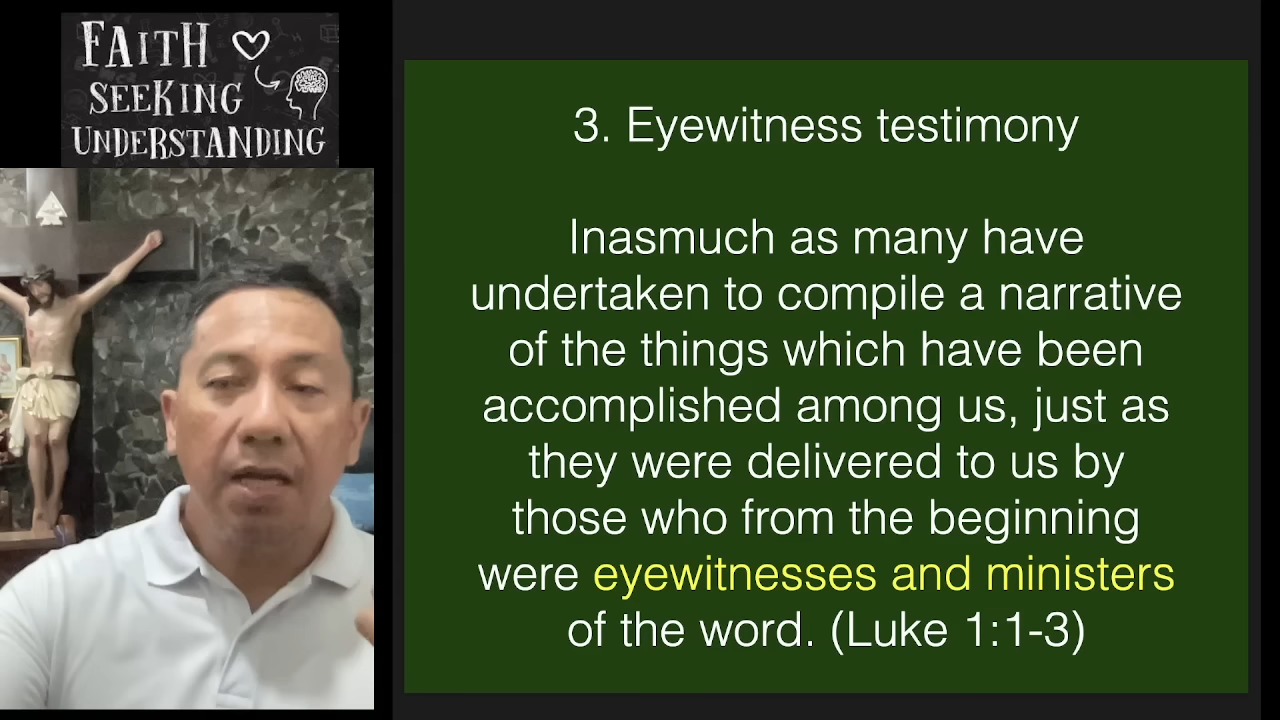 FAITH
SEEKING
UNDERSTANDING
3. Eyewitness testimony
Inasmuch as many have
undertaken to compile a narrative
of the things which have been
accomplished among us, just as
they were delivered to us by
those who from the beginning
were eyewitnesses and ministers
of the word. (Luke 1:1-3)